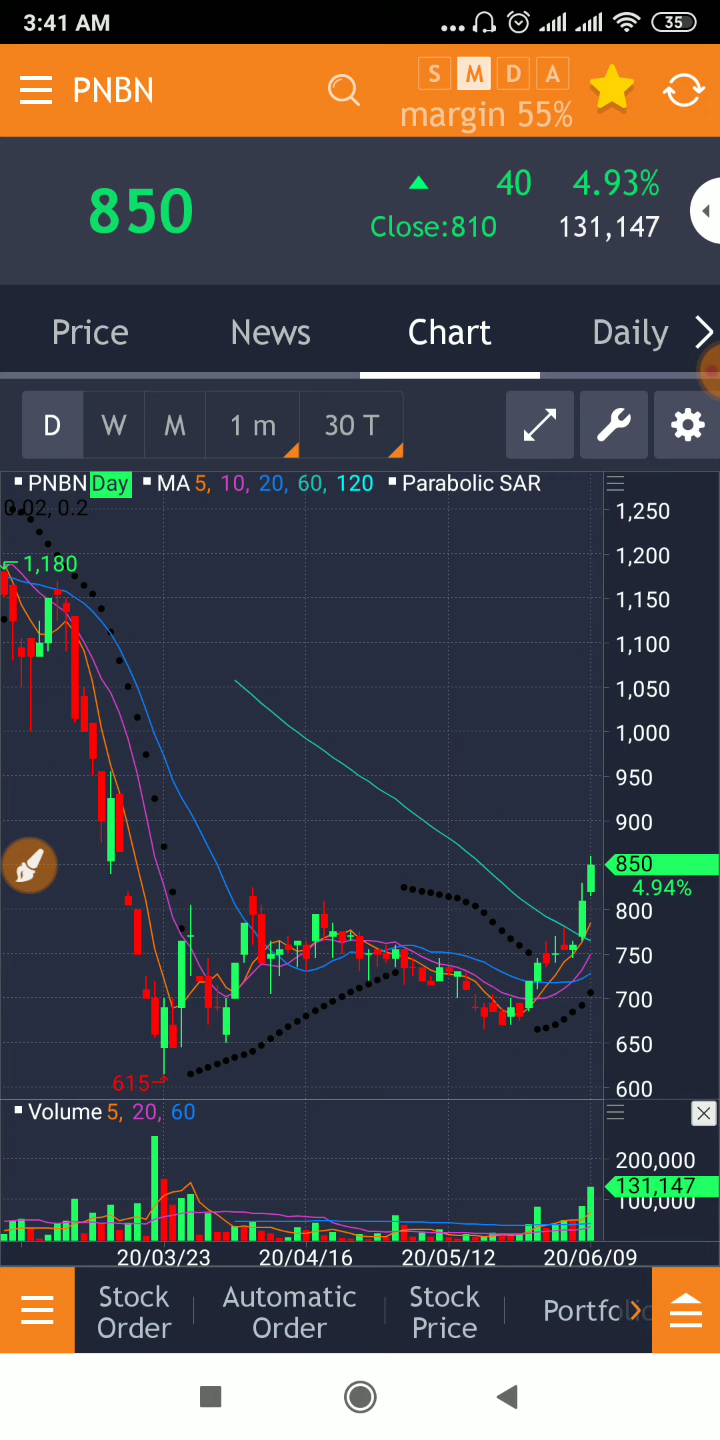 3:41 AM 35
PNBN S M D A
margin 55%
850 ▲ 40 4.93%
Close:810 131,147
Price News Chart Daily
D W M 1 m 30 T
PNBN Day MA 5, 10, 20, 60, 120 Parabolic SAR
0.02, 0.2
1,250
1,200
1,180
1,150
1,100
1,050
1,000
950
900
850
4.94%
800
750
700
650
615
600
Volume 5, 20, 60
200,000
131,147
100,000
20/03/23 20/04/16 20/05/12 20/06/09
Stock Order Automatic Order Stock Price Portfolio